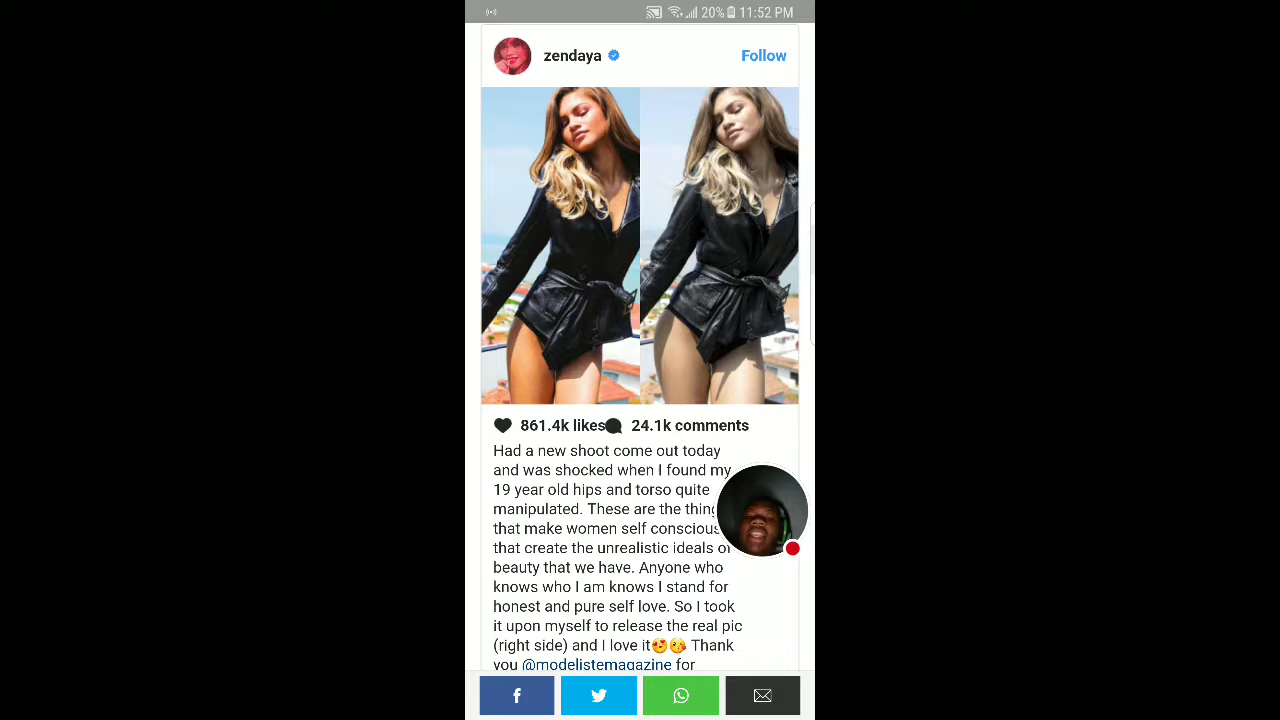 20% 11:52 PM
zendaya Follow
861.4k likes 24.1k comments
Had a new shoot come out today
and was shocked when I found my
19 year old hips and torso quite
manipulated. These are the
that make women self conscious
that create the unrealistic ideals
beauty that we have. Anyone who
knows who I am knows I stand for
honest and pure self love. So I took
it upon myself to release the real pic
(right side) and I love it😍😘 Thank
you @modelistemagazine for